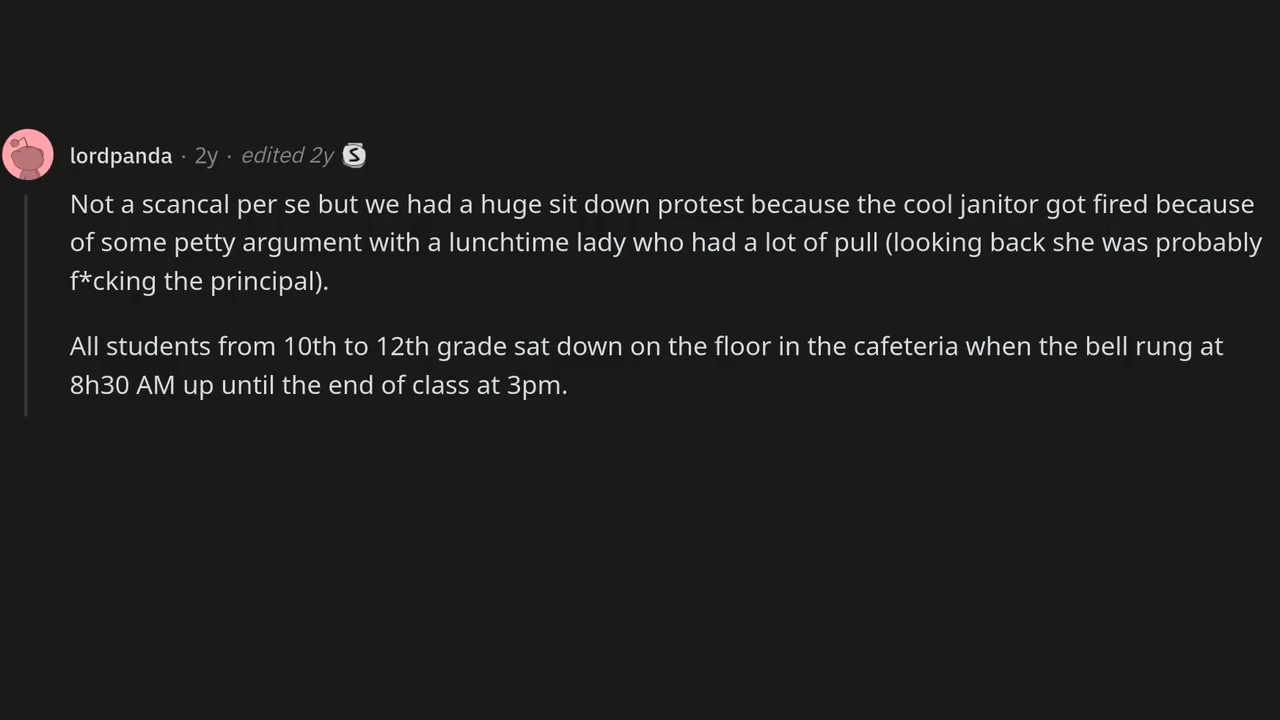 lordpanda · 2y · edited 2y S
Not a scancal per se but we had a huge sit down protest because the cool janitor got fired because
of some petty argument with a lunchtime lady who had a lot of pull (looking back she was probably
f*cking the principal).
All students from 10th to 12th grade sat down on the floor in the cafeteria when the bell rung at
8h30 AM up until the end of class at 3pm.